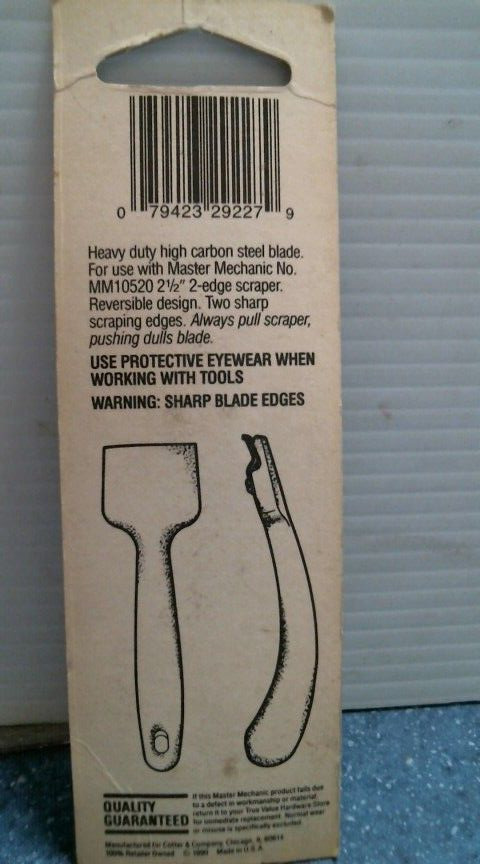 0 79423 29227 9
Heavy duty high carbon steel blade.
For use with Master Mechanic No.
MM10520 2½" 2-edge scraper.
Reversible design. Two sharp
scraping edges. Always pull scraper,
pushing dulls blade.
USE PROTECTIVE EYEWEAR WHEN
WORKING WITH TOOLS
WARNING: SHARP BLADE EDGES
QUALITY
GUARANTEED
If this Master Mechanic product fails due
to a defect in workmanship or material
return it to your True Value Hardware Store
for immediate replacement. Normal wear
or misuse is specifically excluded.
Manufactured for Cotter & Company, Chicago, IL 60614
100% Retailer Owned © 1990 Made in U.S.A.